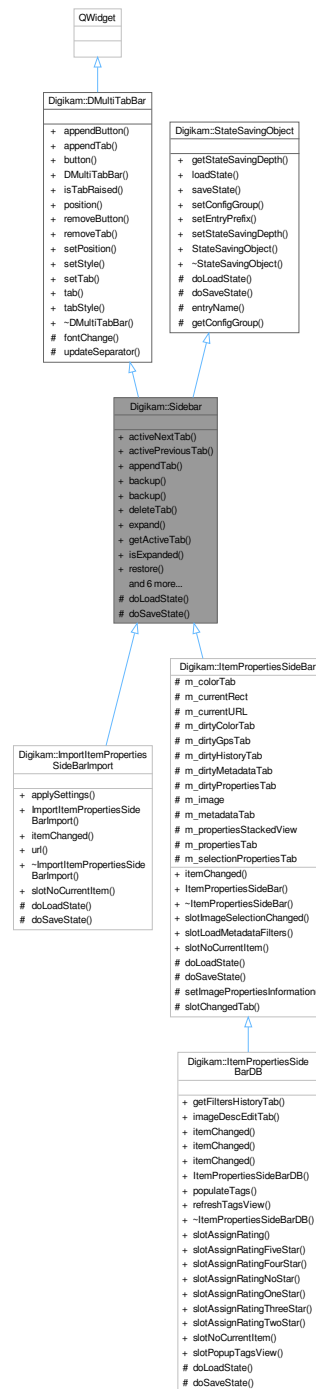 QWidget
Digikam::DMultiTabBar
+ appendButton()
+ appendTab()
+ button()
+ DMultiTabBar()
+ isTabRaised()
+ position()
+ removeButton()
+ removeTab()
+ setPosition()
+ setStyle()
+ setTab()
+ tab()
+ tabStyle()
+ ~DMultiTabBar()
# fontChange()
# updateSeparator()
Digikam::StateSavingObject
+ getStateSavingDepth()
+ loadState()
+ saveState()
+ setConfigGroup()
+ setEntryPrefix()
+ setStateSavingDepth()
+ StateSavingObject()
+ ~StateSavingObject()
# doLoadState()
# doSaveState()
# entryName()
# getConfigGroup()
Digikam::Sidebar
+ activeNextTab()
+ activePreviousTab()
+ appendTab()
+ backup()
+ backup()
+ deleteTab()
+ expand()
+ getActiveTab()
+ isExpanded()
+ restore()
and 6 more...
# doLoadState()
# doSaveState()
Digikam::ImportItemProperties
SideBarImport
+ applySettings()
+ ImportItemPropertiesSide
BarImport()
+ itemChanged()
+ url()
+ ~ImportItemPropertiesSide
BarImport()
+ slotNoCurrentItem()
# doLoadState()
# doSaveState()
Digikam::ItemPropertiesSideBar
# m_colorTab
# m_currentRect
# m_currentURL
# m_dirtyColorTab
# m_dirtyGpsTab
# m_dirtyHistoryTab
# m_dirtyMetadataTab
# m_dirtyPropertiesTab
# m_image
# m_metadataTab
# m_propertiesStackedView
# m_propertiesTab
# m_selectionPropertiesTab
+ itemChanged()
+ ItemPropertiesSideBar()
+ ~ItemPropertiesSideBar()
+ slotImageSelectionChanged()
+ slotLoadMetadataFilters()
+ slotNoCurrentItem()
# doLoadState()
# doSaveState()
# setImagePropertiesInformation(
# slotChangedTab()
Digikam::ItemPropertiesSide
BarDB
+ getFiltersHistoryTab()
+ imageDescEditTab()
+ itemChanged()
+ itemChanged()
+ itemChanged()
+ ItemPropertiesSideBarDB()
+ populateTags()
+ refreshTagsView()
+ ~ItemPropertiesSideBarDB()
+ slotAssignRating()
+ slotAssignRatingFiveStar()
+ slotAssignRatingFourStar()
+ slotAssignRatingNoStar()
+ slotAssignRatingOneStar()
+ slotAssignRatingThreeStar()
+ slotAssignRatingTwoStar()
+ slotNoCurrentItem()
+ slotPopupTagsView()
# doLoadState()
# doSaveState()